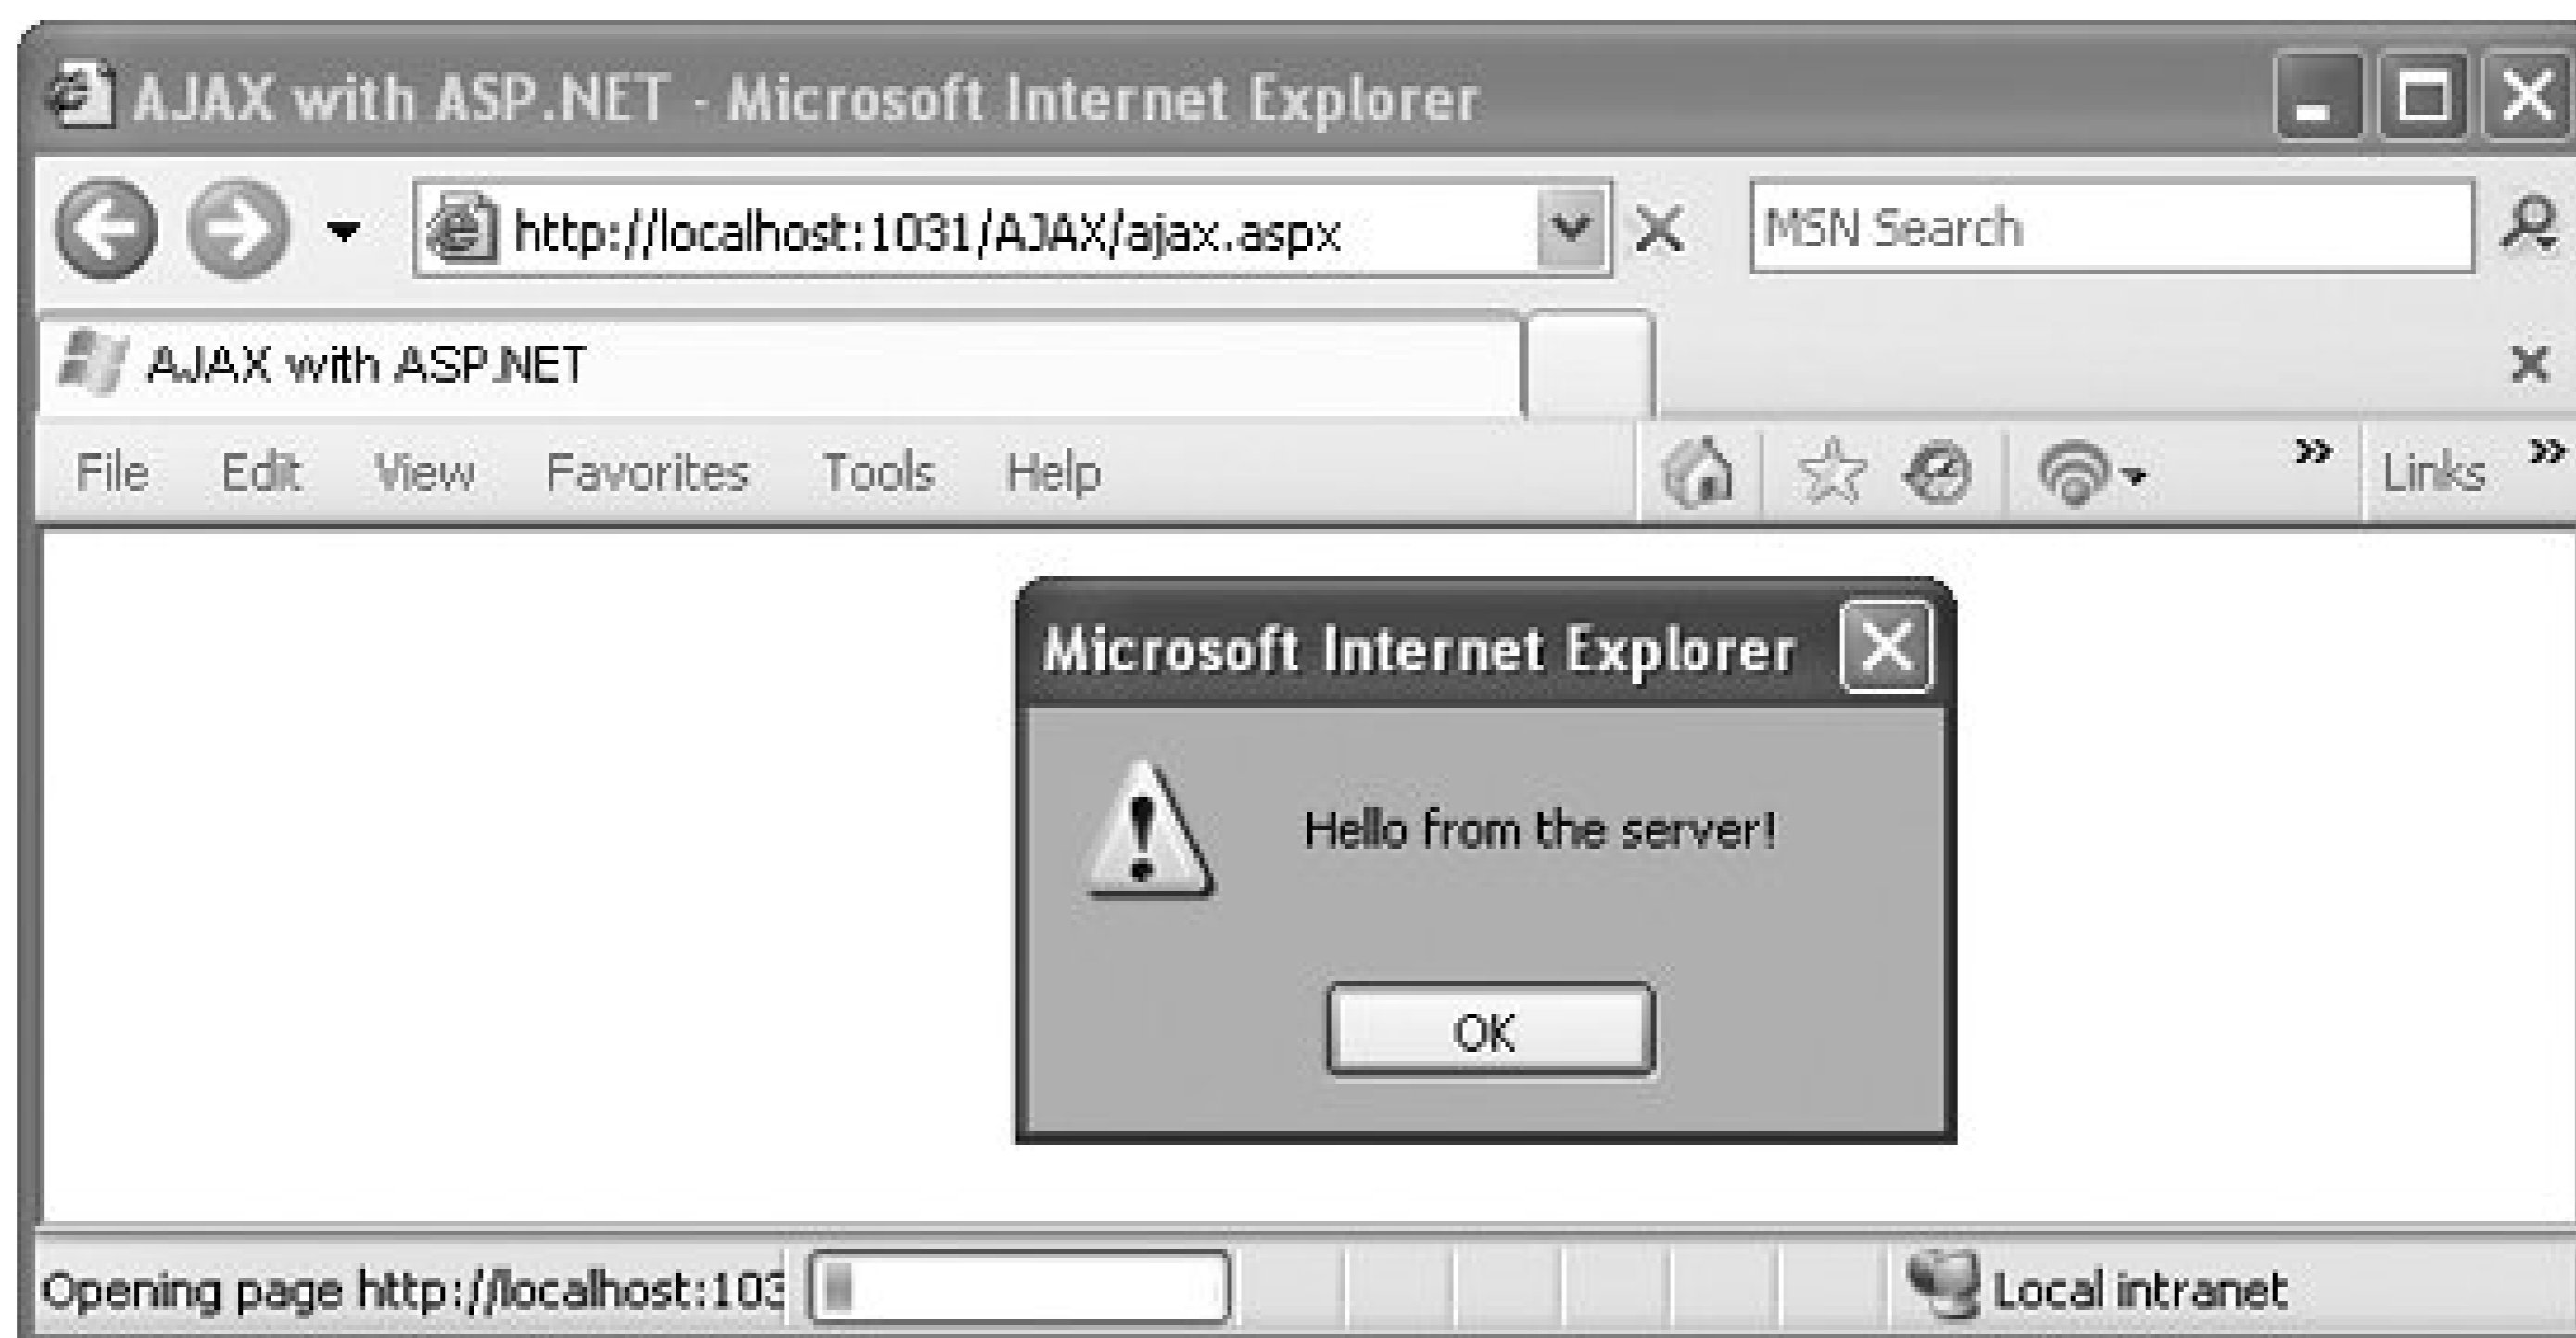 AJAX with ASP.NET - Microsoft Internet Explorer
http://localhost:1031/AJAX/ajax.aspx
MSN Search
AJAX with ASP.NET
File Edit View Favorites Tools Help
Links
Microsoft Internet Explorer
Hello from the server!
OK
Opening page http://localhost:103
Local intranet